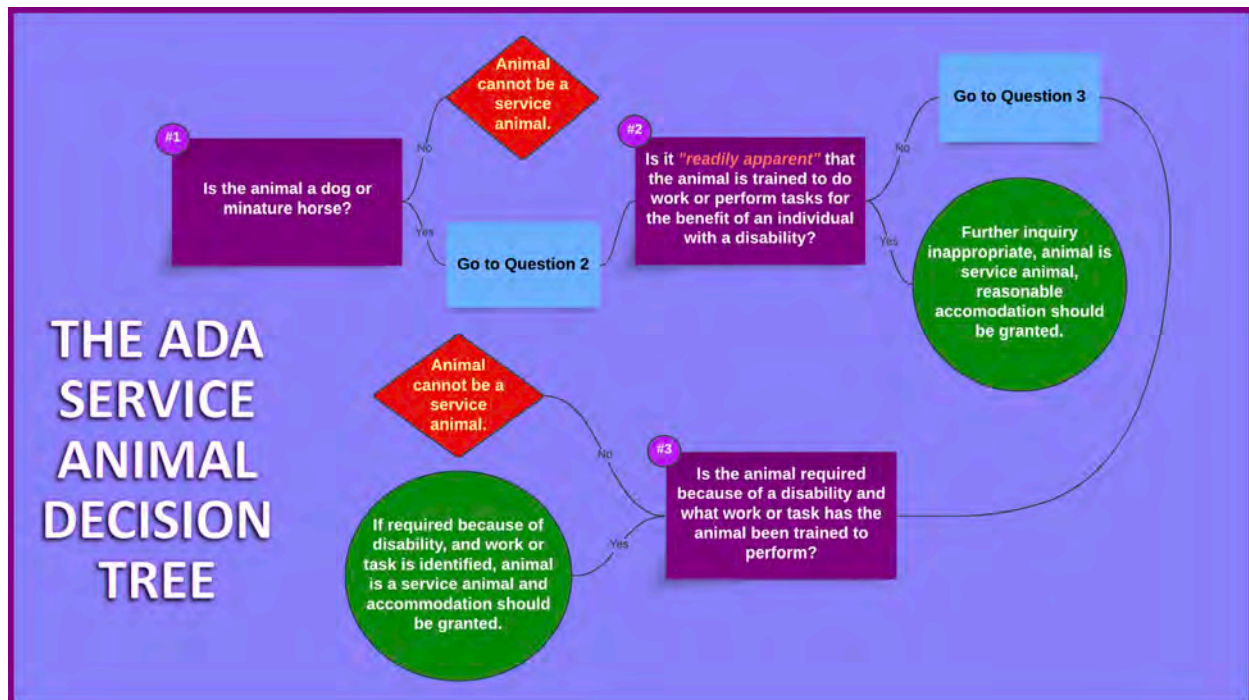 #1
Is the animal a dog or
minature horse?
No
Animal
cannot be a
service
animal.
Yes
Go to Question 2
#2
Is it "readily apparent" that
the animal is trained to do
work or perform tasks for
the benefit of an individual
with a disability?
No
Go to Question 3
Yes
Further inquiry
inappropriate, animal is
service animal,
reasonable
accomodation should
be granted.
THE ADA
SERVICE
ANIMAL
DECISION
TREE
#3
Is the animal required
because of a disability and
what work or task has the
animal been trained to
perform?
No
Animal
cannot be a
service
animal.
Yes
If required because of
disability, and work or
task is identified, animal
is a service animal and
accommodation should
be granted.